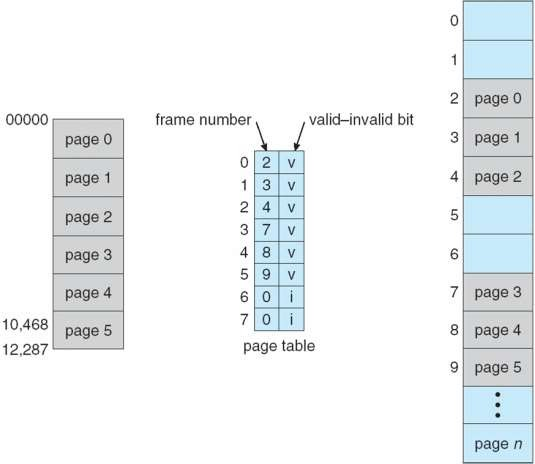 00000
page 0
page 1
page 2
page 3
page 4
10,468
page 5
12,287
frame number
valid–invalid bit
0 2 v
1 3 v
2 4 v
3 7 v
4 8 v
5 9 v
6 0 i
7 0 i
page table
0
1
2 page 0
3 page 1
4 page 2
5
6
7 page 3
8 page 4
9 page 5
page n